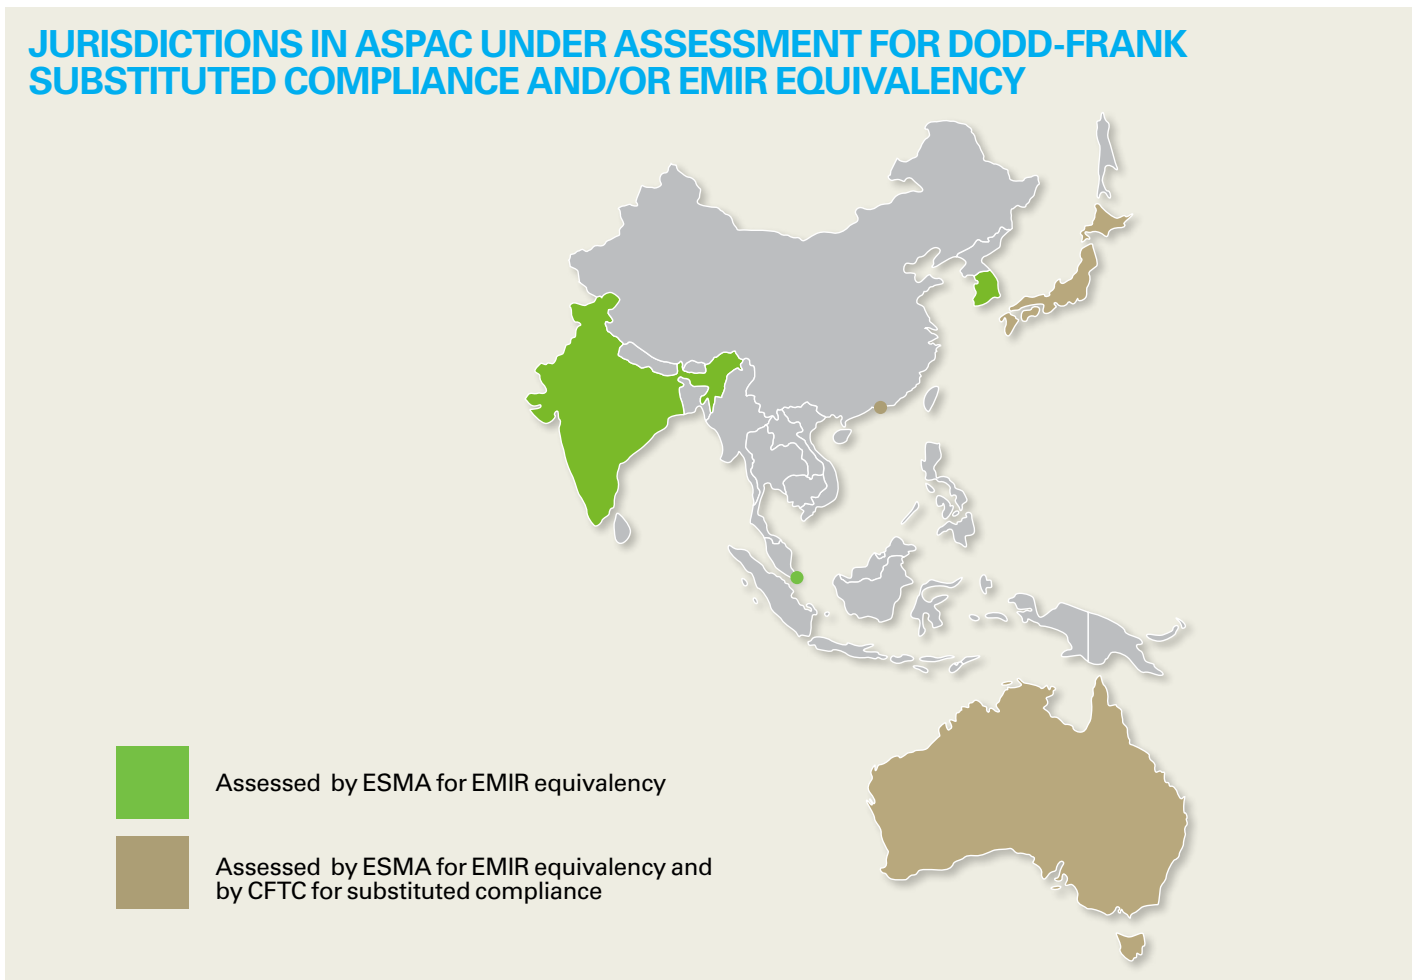 JURISDICTIONS IN ASPAC UNDER ASSESSMENT FOR DODD-FRANK
SUBSTITUTED COMPLIANCE AND/OR EMIR EQUIVALENCY
Assessed by ESMA for EMIR equivalency
Assessed by ESMA for EMIR equivalency and
by CFTC for substituted compliance